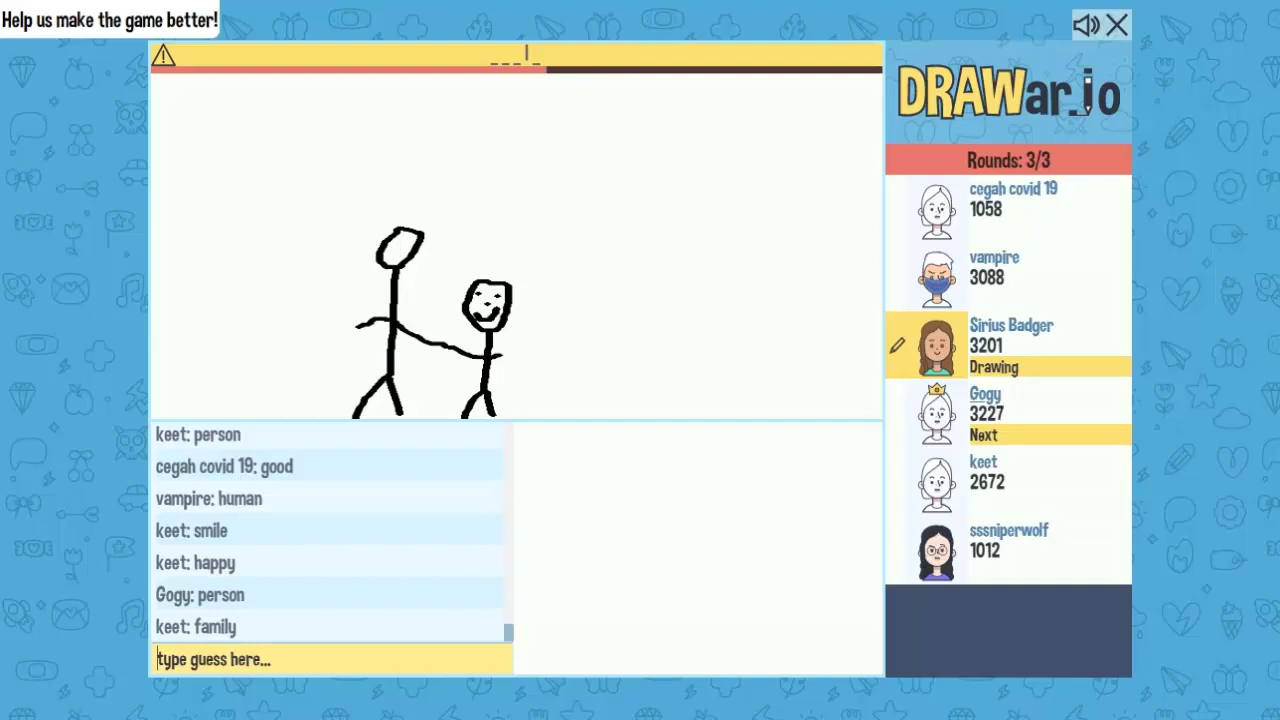 Help us make the game better!
_ _ _ l _
DRAWar.io
Rounds: 3/3
cegah covid 19
1058
vampire
3088
Sirius Badger
3201
Drawing
Gogy
3227
Next
keet
2672
sssniperwolf
1012
keet: person
cegah covid 19: good
vampire: human
keet: smile
keet: happy
Gogy: person
keet: family
type guess here...